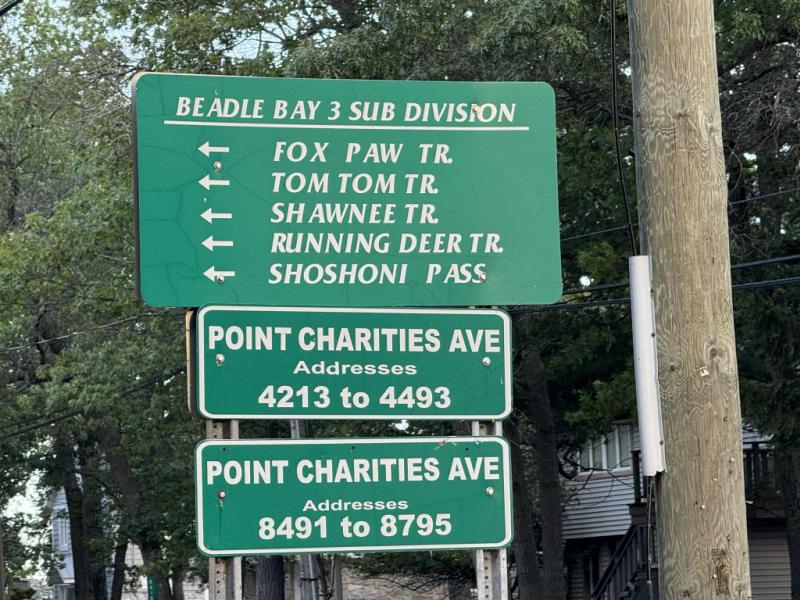 BEADLE BAY 3 SUB DIVISION
← FOX PAW TR.
← TOM TOM TR.
← SHAWNEE TR.
← RUNNING DEER TR.
← SHOSHONI PASS
POINT CHARITIES AVE
Addresses
4213 to 4493
POINT CHARITIES AVE
Addresses
8491 to 8795